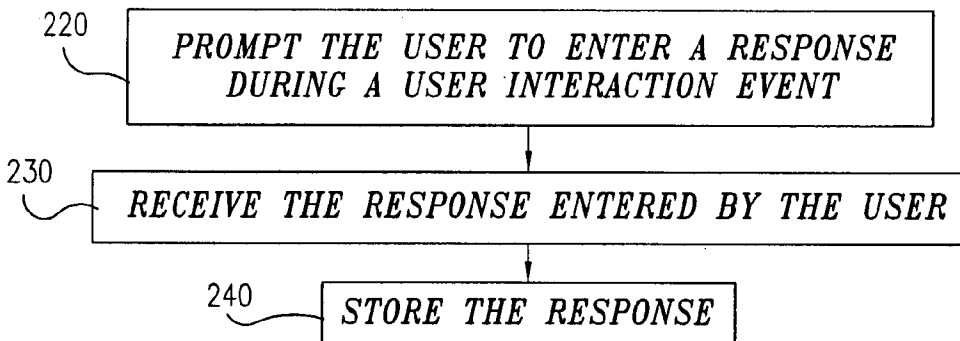 220
PROMPT THE USER TO ENTER A RESPONSE
DURING A USER INTERACTION EVENT
230
RECEIVE THE RESPONSE ENTERED BY THE USER
240
STORE THE RESPONSE